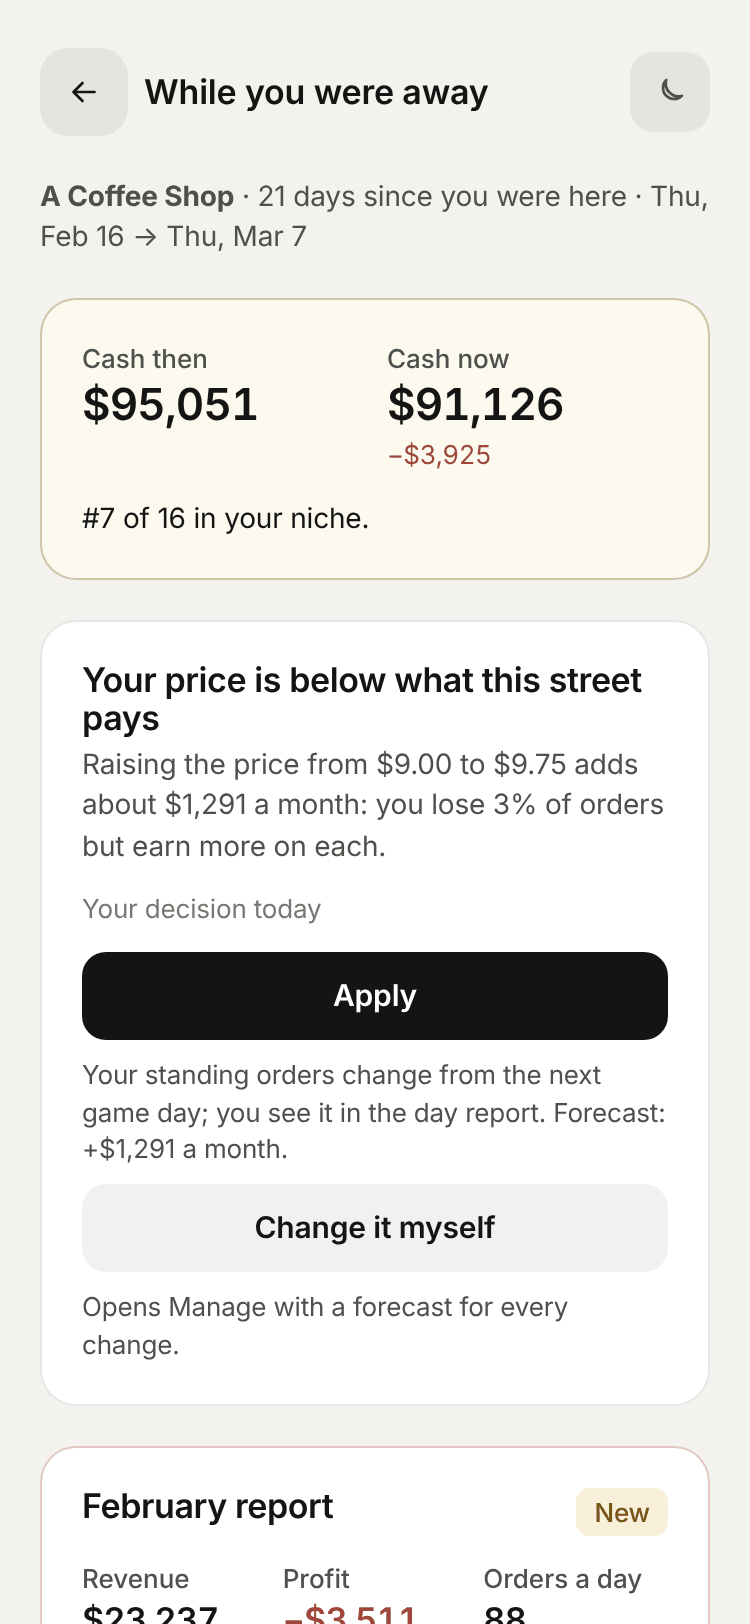 While you were away
A Coffee Shop · 21 days since you were here · Thu,
Feb 16 → Thu, Mar 7
Cash then
Cash now
$95,051
$91,126
−$3,925
#7 of 16 in your niche.
Your price is below what this street
pays
Raising the price from $9.00 to $9.75 adds
about $1,291 a month: you lose 3% of orders
but earn more on each.
Your decision today
Apply
Your standing orders change from the next
game day; you see it in the day report. Forecast:
+$1,291 a month.
Change it myself
Opens Manage with a forecast for every
change.
February report
New
Revenue
Profit
Orders a day
$23,237
−$3,511
88